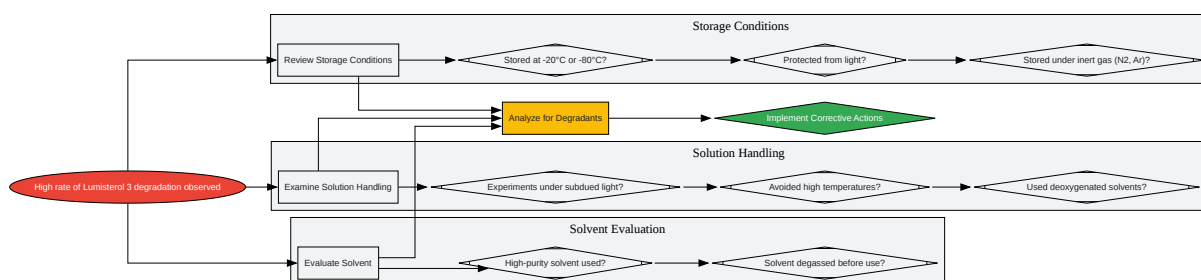 Storage Conditions
Review Storage Conditions
Stored at -20°C or -80°C?
Protected from light?
Stored under inert gas (N2, Ar)?
Analyze for Degradants
Implement Corrective Actions
Solution Handling
High rate of Lumisterol 3 degradation observed
Examine Solution Handling
Experiments under subdued light?
Avoided high temperatures?
Used deoxygenated solvents?
Solvent Evaluation
Evaluate Solvent
High-purity solvent used?
Solvent degassed before use?